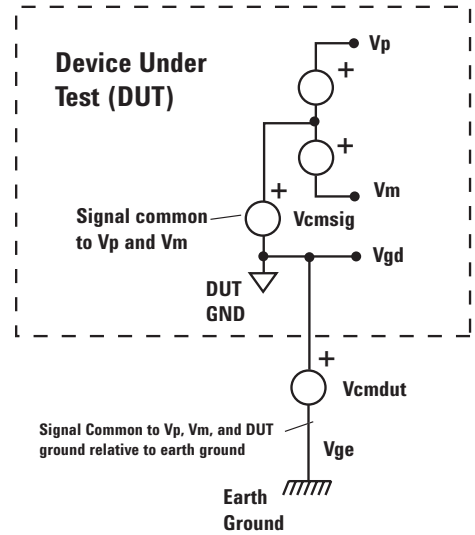 Vp
+
Device Under
Test (DUT)
+
Vm
+
Signal common
to Vp and Vm
Vcmsig
Vgd
DUT
GND
+
Vcmdut
Signal Common to Vp, Vm, and DUT
ground relative to earth ground
Vge
Earth
Ground